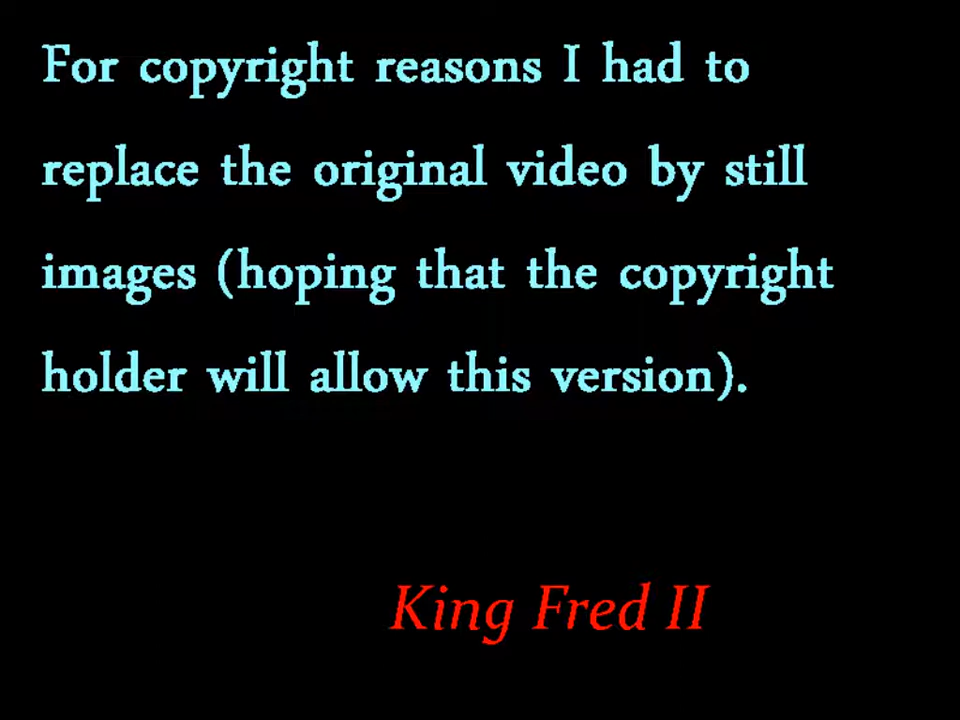 For copyright reasons I had to
replace the original video by still
images (hoping that the copyright
holder will allow this version).
King Fred II